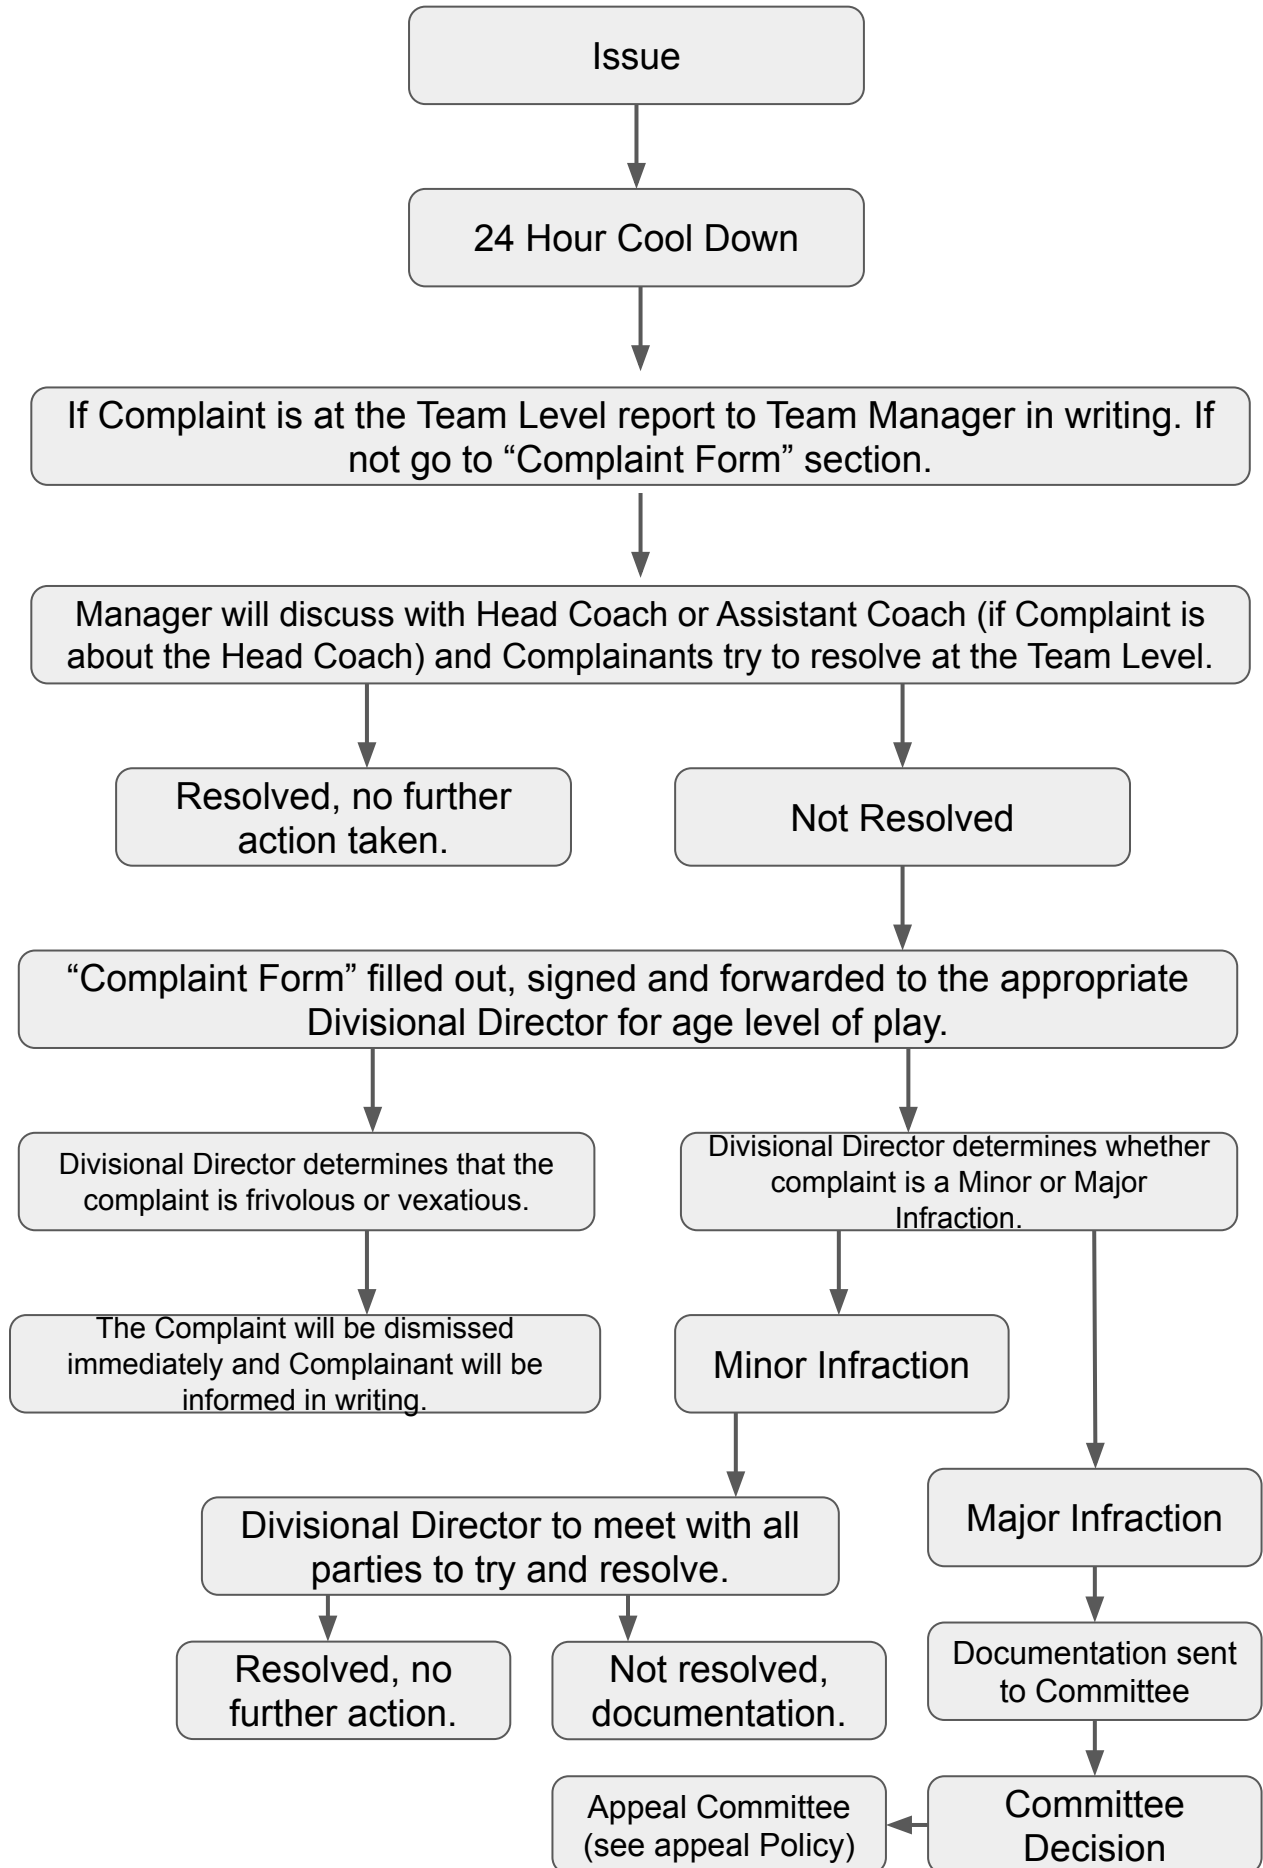 Issue
24 Hour Cool Down
If Complaint is at the Team Level report to Team Manager in writing. If
not go to “Complaint Form” section.
Manager will discuss with Head Coach or Assistant Coach (if Complaint is
about the Head Coach) and Complainants try to resolve at the Team Level.
Resolved, no further
action taken.
Not Resolved
“Complaint Form” filled out, signed and forwarded to the appropriate
Divisional Director for age level of play.
Divisional Director determines that the
complaint is frivolous or vexatious.
Divisional Director determines whether
complaint is a Minor or Major
Infraction.
The Complaint will be dismissed
immediately and Complainant will be
informed in writing.
Minor Infraction
Divisional Director to meet with all
parties to try and resolve.
Major Infraction
Resolved, no
further action.
Not resolved,
documentation.
Documentation sent
to Committee
Appeal Committee
(see appeal Policy)
Committee
Decision